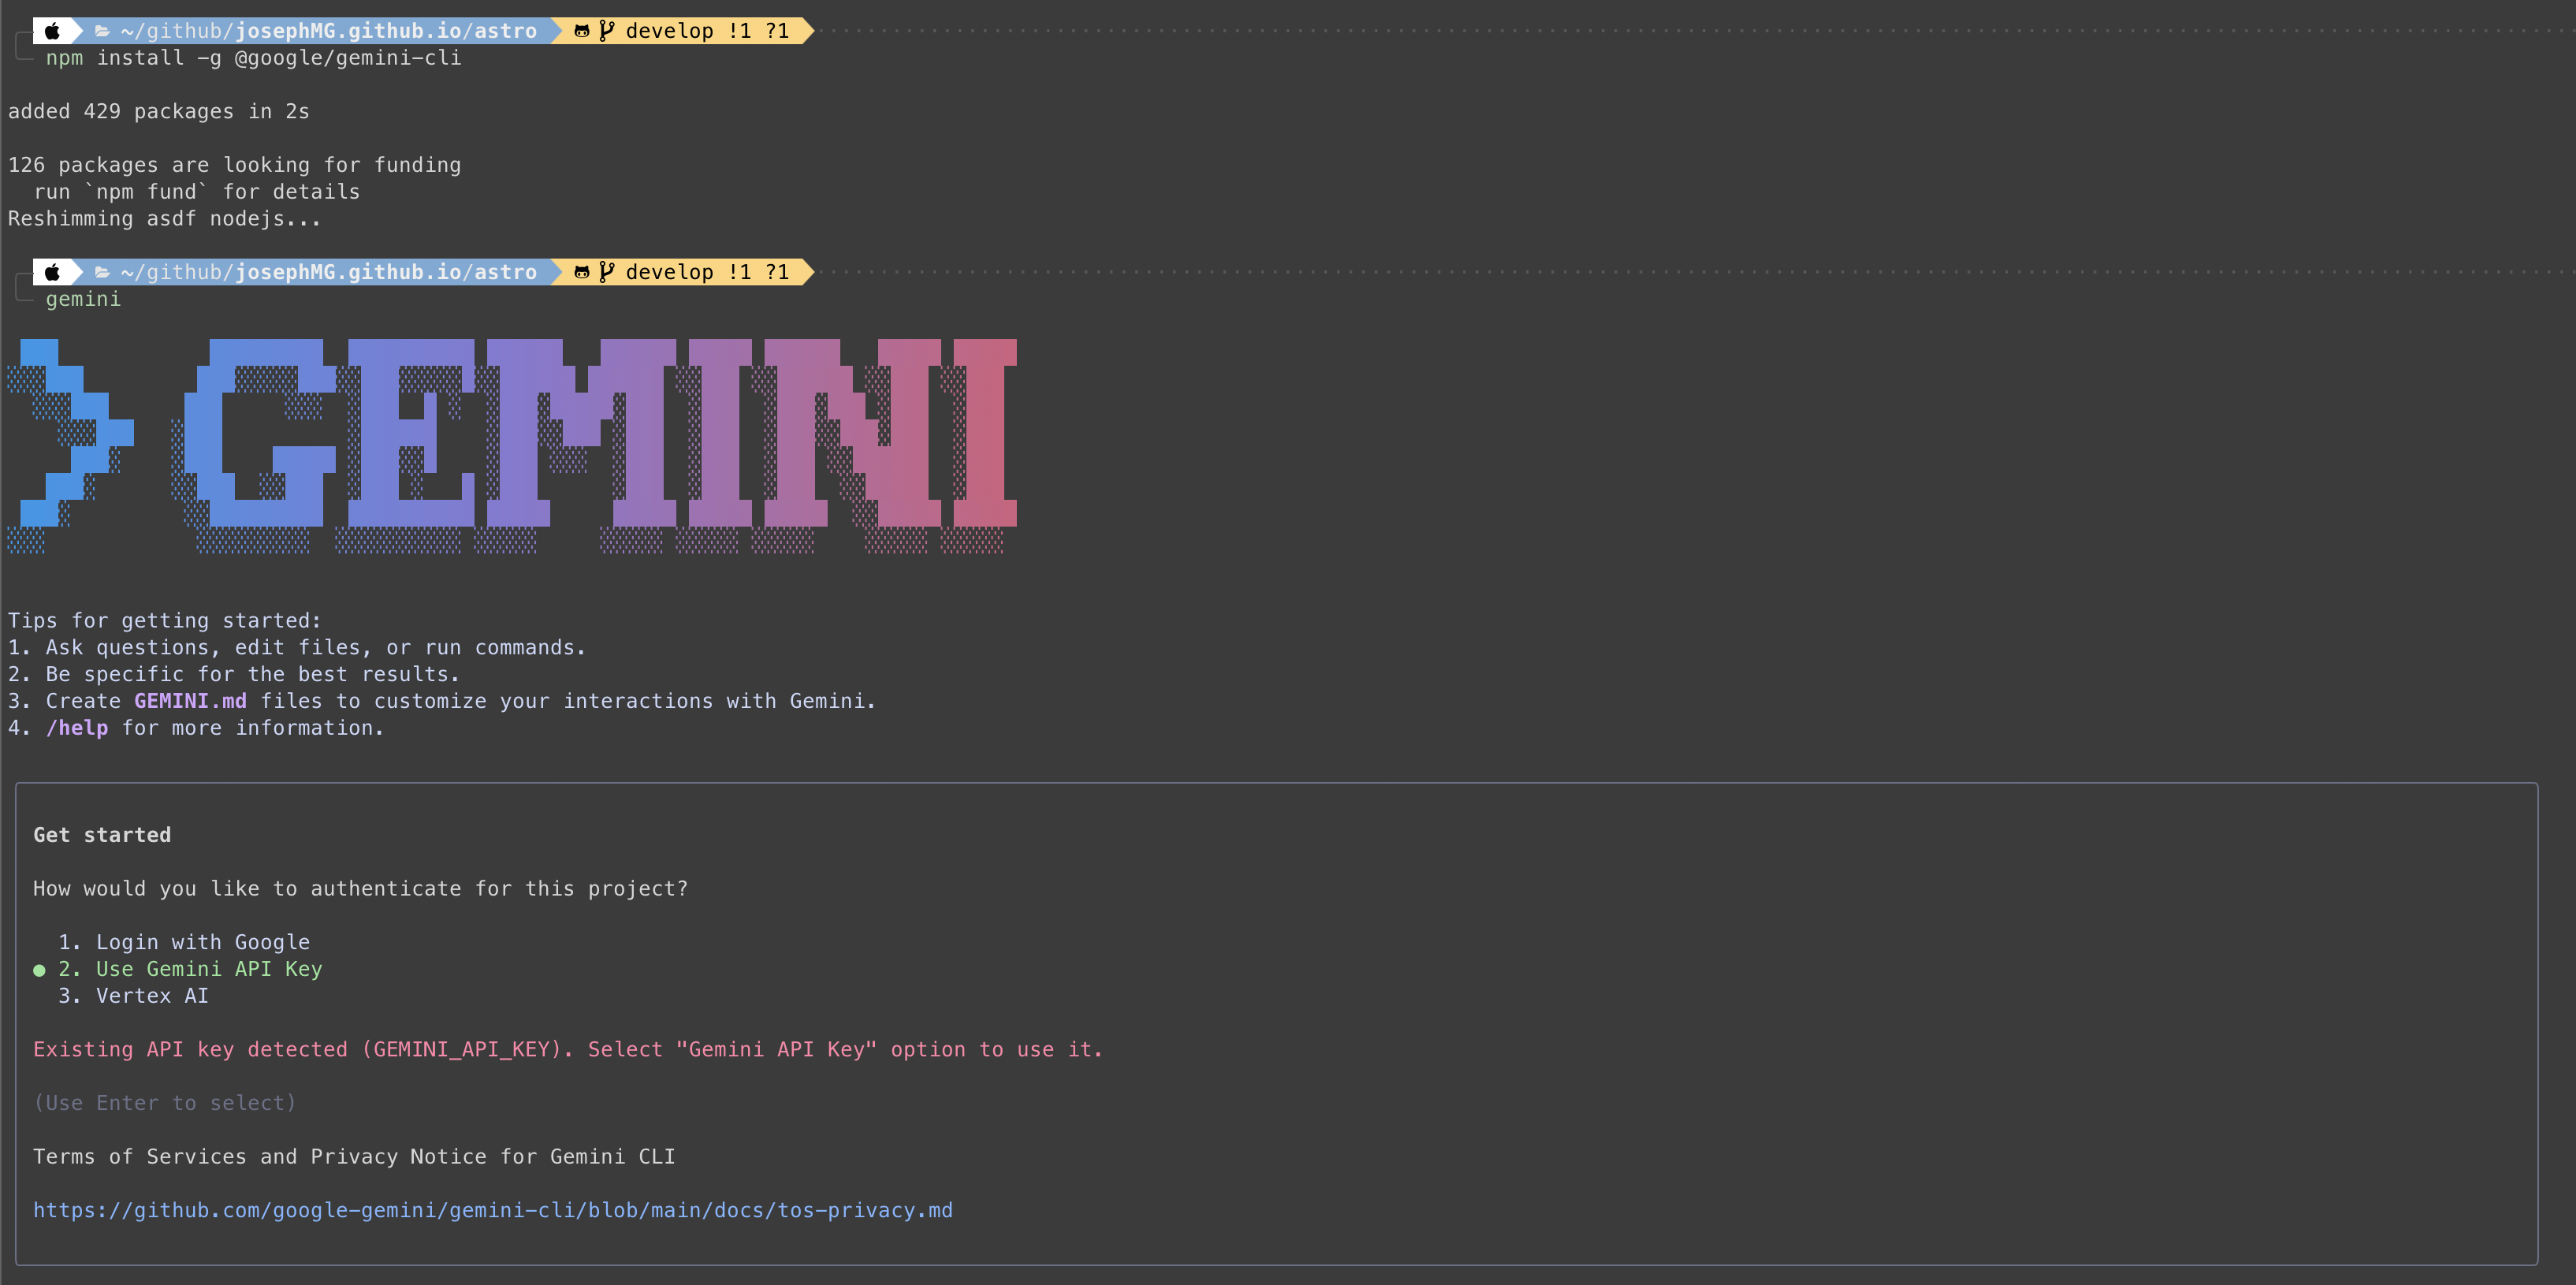 ~/github/josephMG.github.io/astro develop !1 ?1
npm install -g @google/gemini-cli
added 429 packages in 2s
126 packages are looking for funding
run `npm fund` for details
Reshimming asdf nodejs...
~/github/josephMG.github.io/astro develop !1 ?1
gemini
> GEMINI
Tips for getting started:
1. Ask questions, edit files, or run commands.
2. Be specific for the best results.
3. Create GEMINI.md files to customize your interactions with Gemini.
4. /help for more information.
Get started
How would you like to authenticate for this project?
1. Login with Google
● 2. Use Gemini API Key
3. Vertex AI
Existing API key detected (GEMINI_API_KEY). Select "Gemini API Key" option to use it.
(Use Enter to select)
Terms of Services and Privacy Notice for Gemini CLI
https://github.com/google-gemini/gemini-cli/blob/main/docs/tos-privacy.md